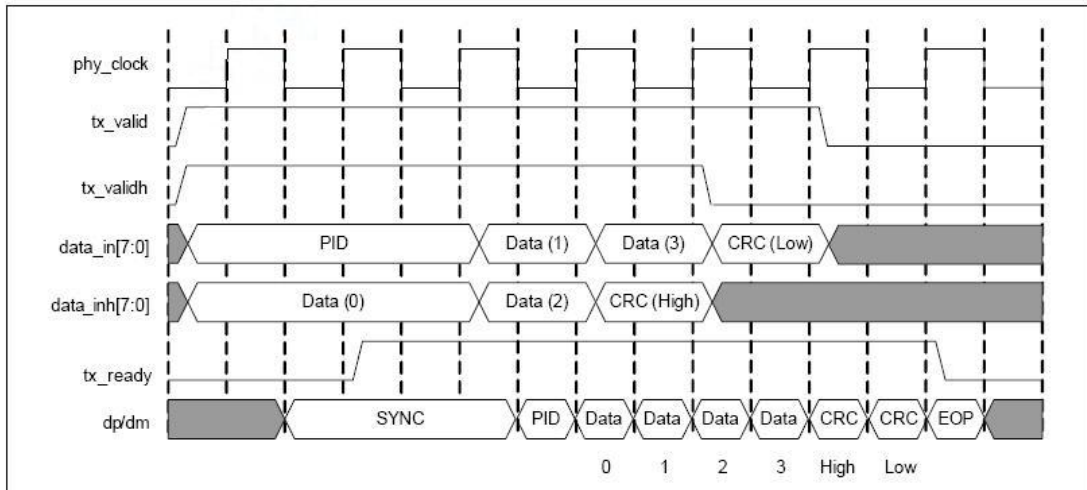 phy_clock
tx_valid
tx_validh
data_in[7:0] PID Data (1) Data (3) CRC (Low)
data_inh[7:0] Data (0) Data (2) CRC (High)
tx_ready
dp/dm SYNC PID Data Data Data Data CRC CRC EOP
0 1 2 3 High Low